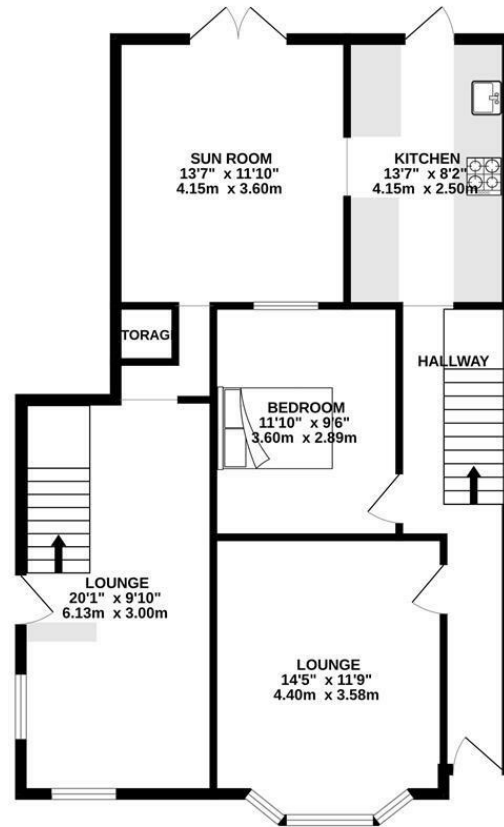 SUN ROOM
13'7" x 11'10"
4.15m x 3.60m
KITCHEN
13'7" x 8'2"
4.15m x 2.50m
TORAG
HALLWAY
BEDROOM
11'10" x 9'6"
3.60m x 2.89m
LOUNGE
20'1" x 9'10"
6.13m x 3.00m
LOUNGE
14'5" x 11'9"
4.40m x 3.58m